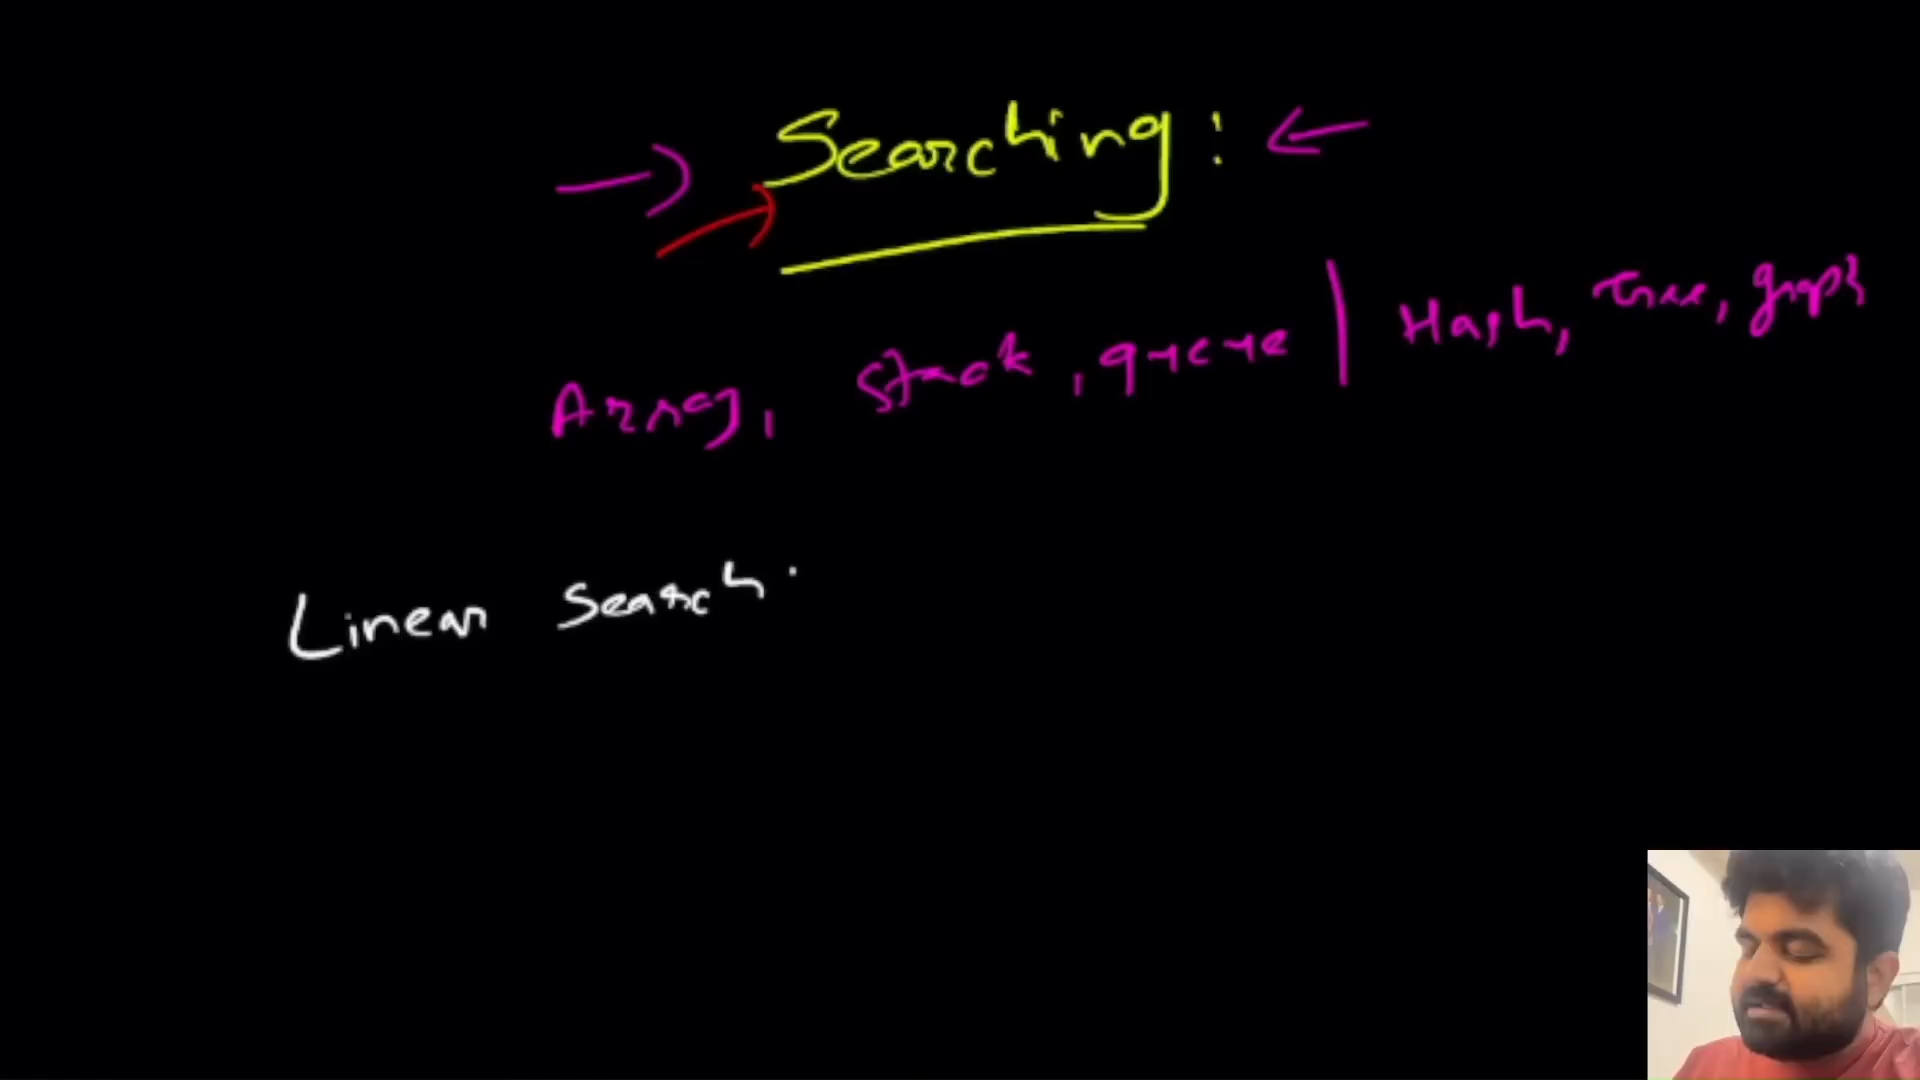 Searching :
Array, Stack, queue | Hash, tree, graph
Linear Search.